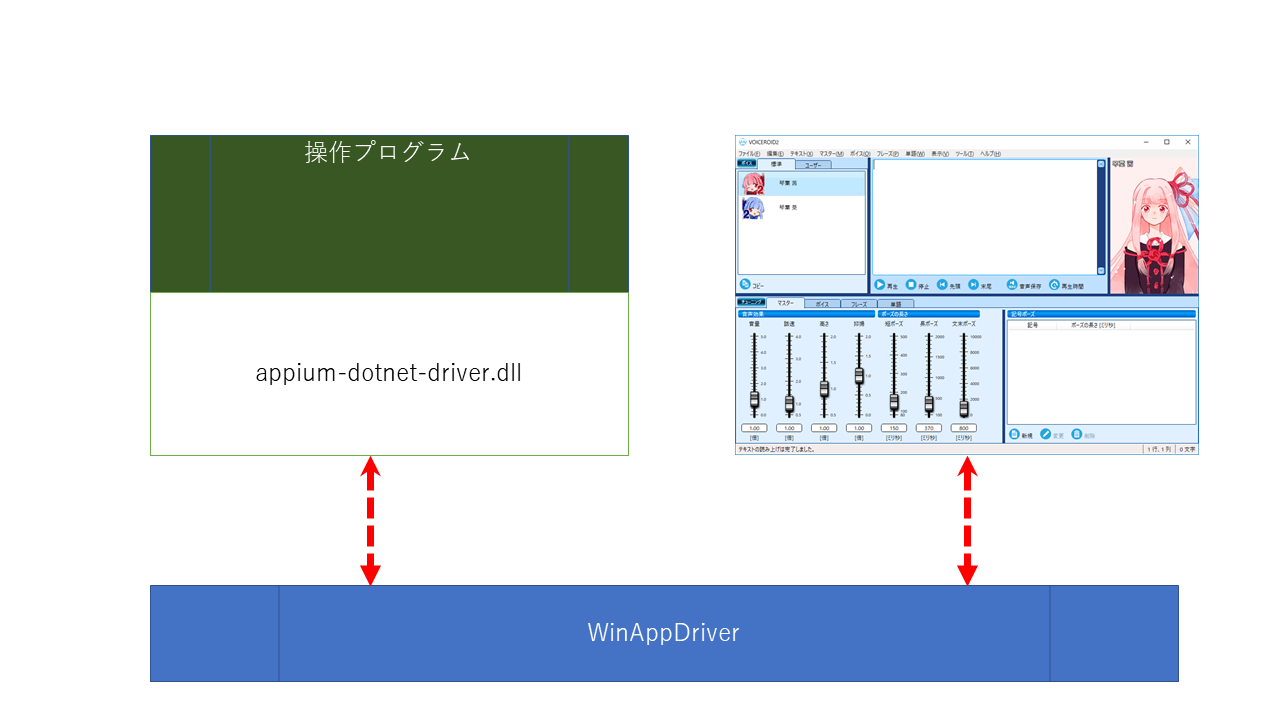 操作プログラム
appium-dotnet-driver.dll
VOICEROID2
ファイル(F) 編集(E) テキスト(X) マスター(M) ボイス(O) フレーズ(P) 単語(W) 表示(V) ツール(T) ヘルプ(H)
ボイス 標準 ユーザー
琴葉 茜
琴葉 葵
コピー
再生 停止 先頭 末尾 音声保存 再生時間
琴葉 茜
チューニング マスター ボイス フレーズ 単語
音声効果 ポーズの長さ 記号ポーズ
音量 話速 高さ 抑揚 短ポーズ 長ポーズ 文末ポーズ
記号 ポーズの長さ [ミリ秒]
1.00 1.00 1.00 1.00 150 370 800
[倍] [倍] [倍] [倍] [ミリ秒] [ミリ秒] [ミリ秒]
新規 変更 削除
テキストの読み上げは完了しました。
1 行, 1 列 0 文字
WinAppDriver